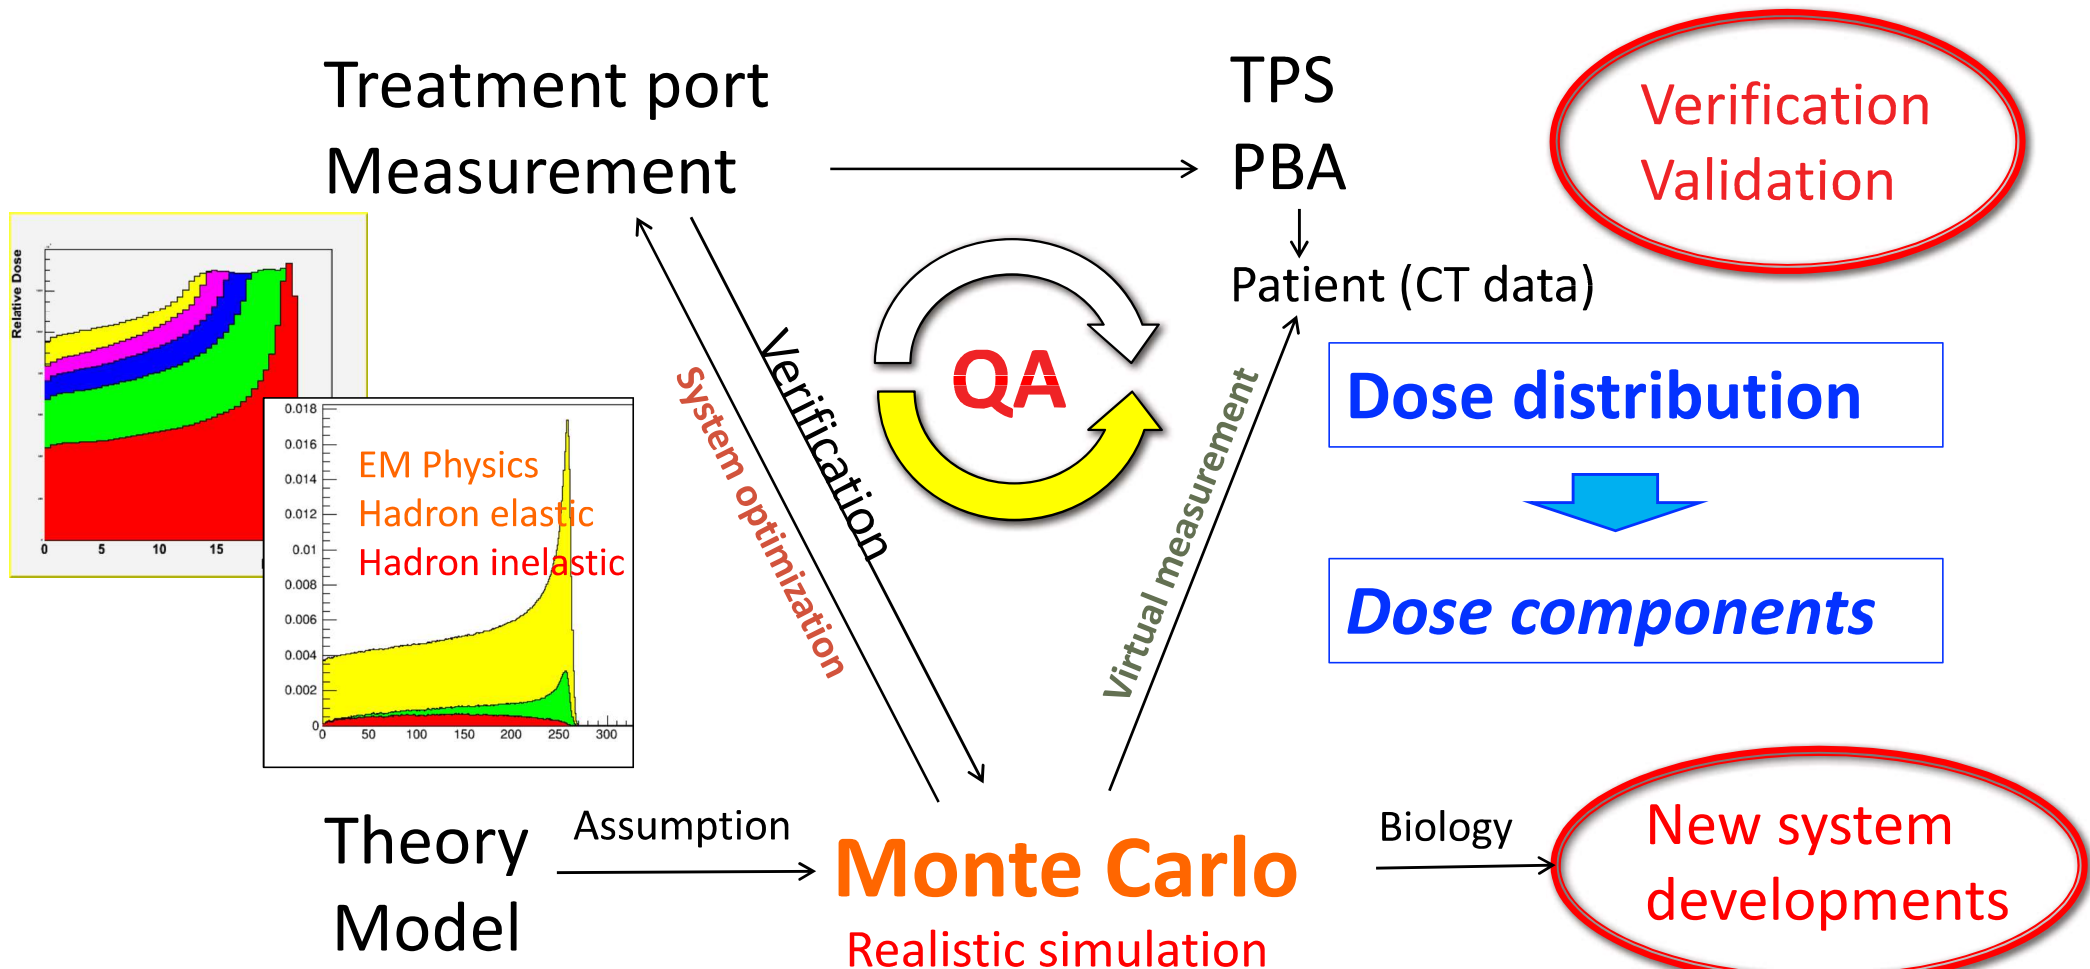 Treatment port
Measurement
TPS
PBA
Patient (CT data)
Verification
Validation
Relative Dose
0 5 10 15
0.018
0.016
0.014
0.012
0.01
0.008
0.006
0.004
0.002
0
0 50 100 150 200 250 300
EM Physics
Hadron elastic
Hadron inelastic
System optimization
Verification
QA
Virtual measurement
Dose distribution
Dose components
Theory
Model
Assumption
Monte Carlo
Realistic simulation
Biology
New system
developments